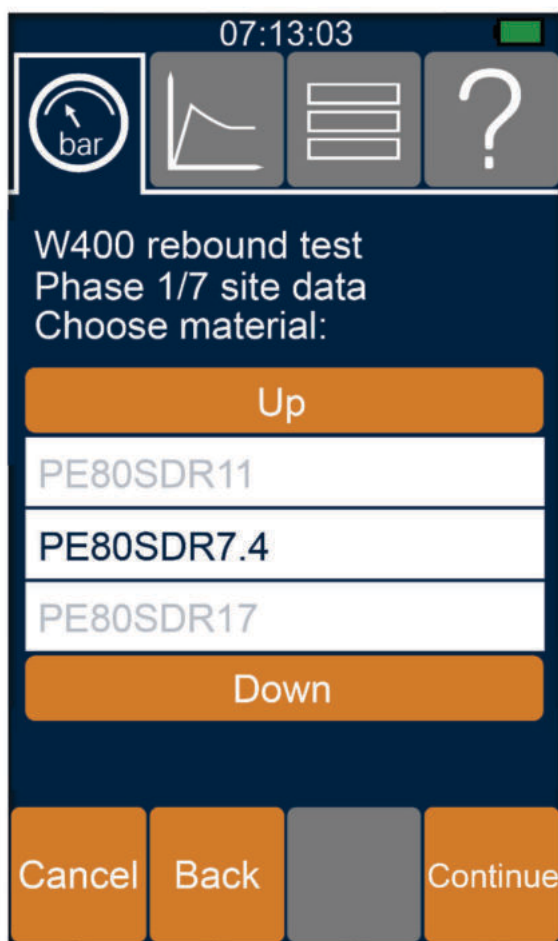 07:13:03
bar
?
W400 rebound test
Phase 1/7 site data
Choose material:
Up
PE80SDR11
PE80SDR7.4
PE80SDR17
Down
Cancel Back Continue